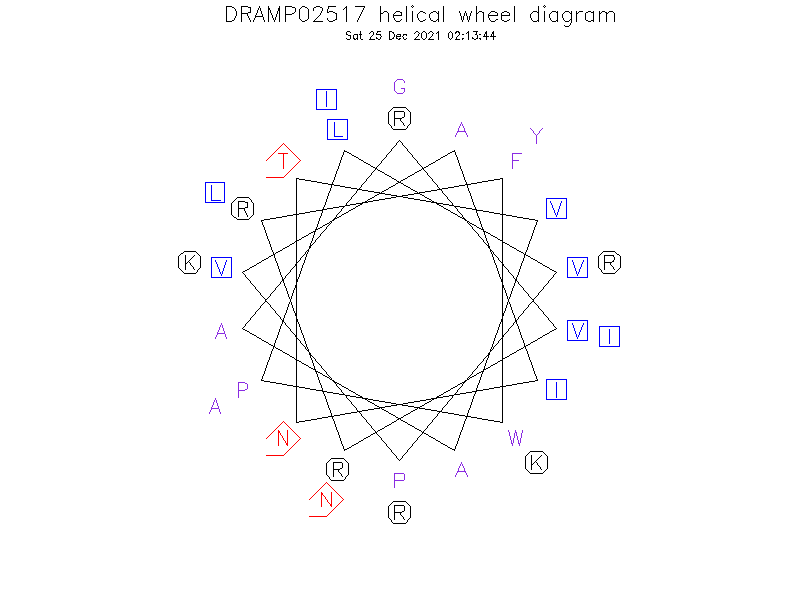 DRAMP02517 helical wheel diagram
Sat 25 Dec 2021 02:13:44
G
I
R
L
A
Y
T
F
L
R
V
K
V
V
R
A
V
I
P
I
A
N
W
R
A
K
P
N
R